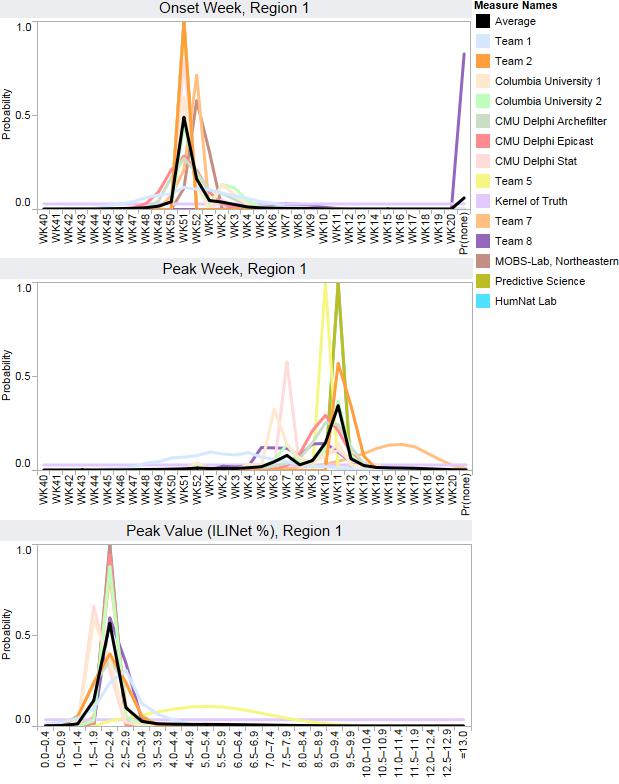 Onset Week, Region 1
Measure Names
Average
Team 1
Team 2
Columbia University 1
Columbia University 2
CMU Delphi Archefilter
CMU Delphi Epicast
CMU Delphi Stat
Team 5
Kernel of Truth
Team 7
Team 8
MOBS-Lab, Northeastern
Predictive Science
HumNat Lab
1.0
Probability
0.5
0.0
WK40 WK41 WK42 WK43 WK44 WK45 WK46 WK47 WK48 WK49 WK50 WK51 WK52 WK1 WK2 WK3 WK4 WK5 WK6 WK7 WK8 WK9 WK10 WK11 WK12 WK13 WK14 WK15 WK16 WK17 WK18 WK19 WK20 Pr(none)
Peak Week, Region 1
1.0
Probability
0.5
0.0
WK40 WK41 WK42 WK43 WK44 WK45 WK46 WK47 WK48 WK49 WK50 WK51 WK52 WK1 WK2 WK3 WK4 WK5 WK6 WK7 WK8 WK9 WK10 WK11 WK12 WK13 WK14 WK15 WK16 WK17 WK18 WK19 WK20 Pr(none)
Peak Value (ILINet %), Region 1
1.0
Probability
0.5
0.0
0.0–0.4 0.5–0.9 1.0–1.4 1.5–1.9 2.0–2.4 2.5–2.9 3.0–3.4 3.5–3.9 4.0–4.4 4.5–4.9 5.0–5.4 5.5–5.9 6.0–6.4 6.5–6.9 7.0–7.4 7.5–7.9 8.0–8.4 8.5–8.9 9.0–9.4 9.5–9.9 10.0–10.4 10.5–10.9 11.0–11.4 11.5–11.9 12.0–12.4 12.5–12.9 =13.0